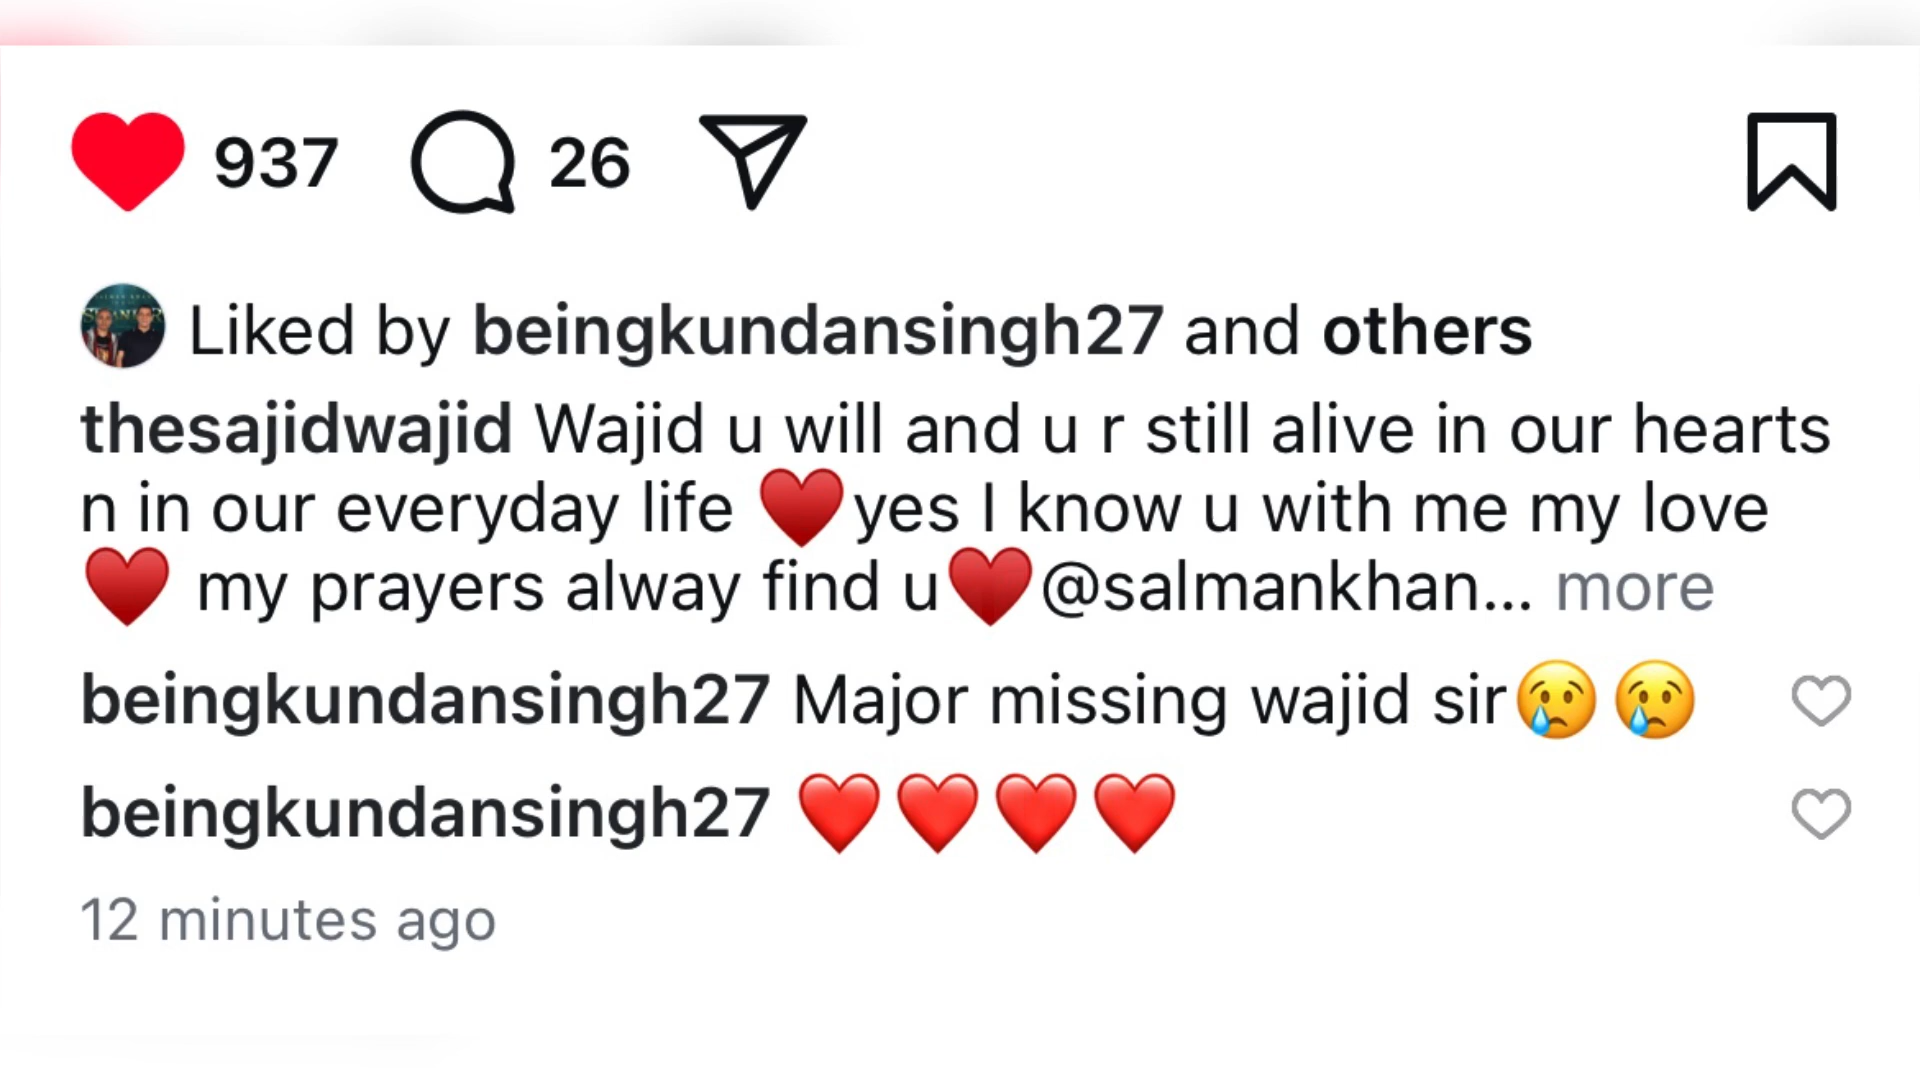 937 26
Liked by beingkundansingh27 and others
thesajidwajid Wajid u will and u r still alive in our hearts
n in our everyday life ♥️yes I know u with me my love
♥️ my prayers alway find u♥️@salmankhan... more
beingkundansingh27 Major missing wajid sir😢😢
beingkundansingh27 ❤️❤️❤️❤️
12 minutes ago